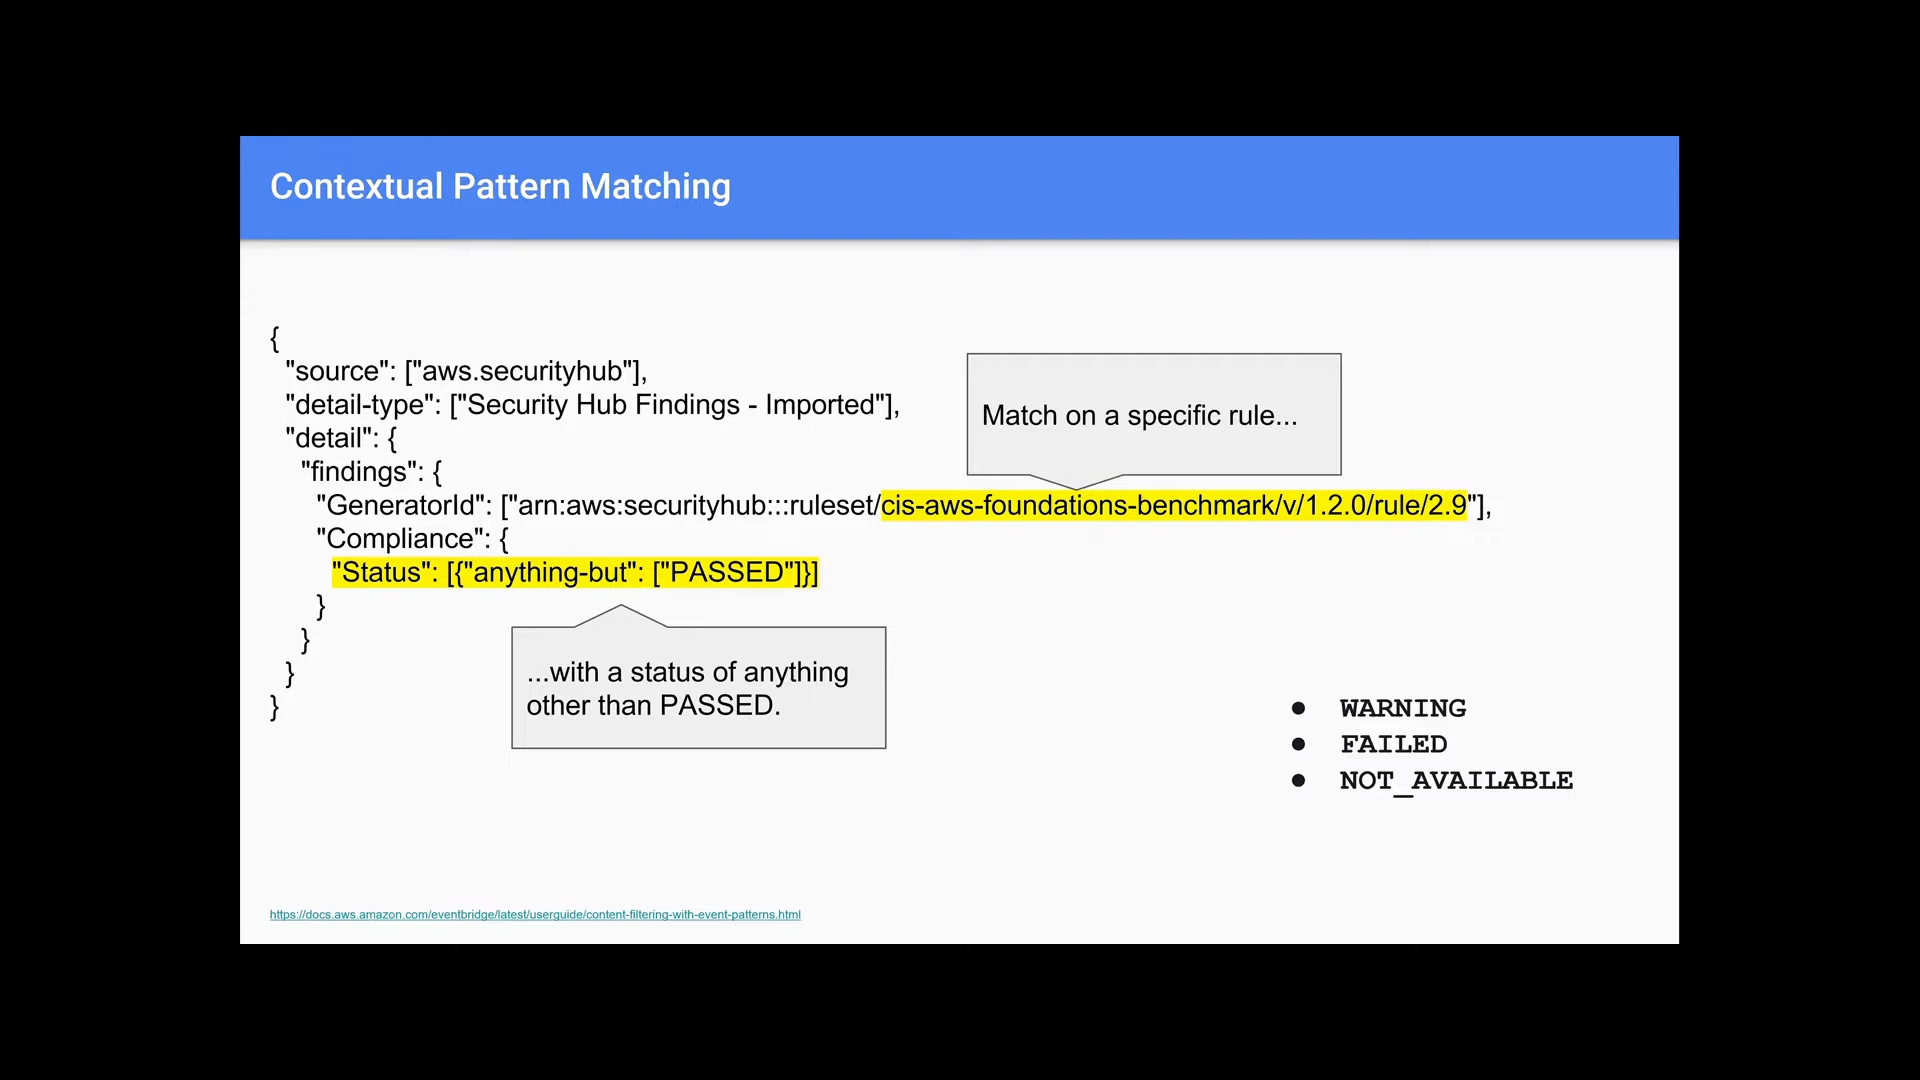 Contextual Pattern Matching
{
"source": ["aws.securityhub"],
"detail-type": ["Security Hub Findings - Imported"],
"detail": {
"findings": {
"GeneratorId": ["arn:aws:securityhub:::ruleset/cis-aws-foundations-benchmark/v/1.2.0/rule/2.9"],
"Compliance": {
"Status": [{"anything-but": ["PASSED"]}]
}
}
}
}
Match on a specific rule...
...with a status of anything
other than PASSED.
● WARNING
● FAILED
● NOT_AVAILABLE
https://docs.aws.amazon.com/eventbridge/latest/userguide/content-filtering-with-event-patterns.html